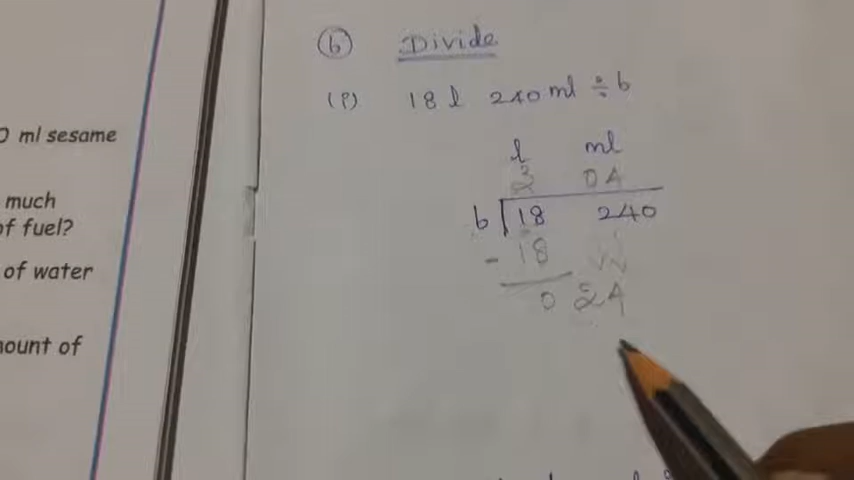 0 ml sesame
much
of fuel?
of water
nount of
(b) Divide
(i) 18 l 240 ml ÷ 6
l ml
3 04
6 18 240
- 18
0 24